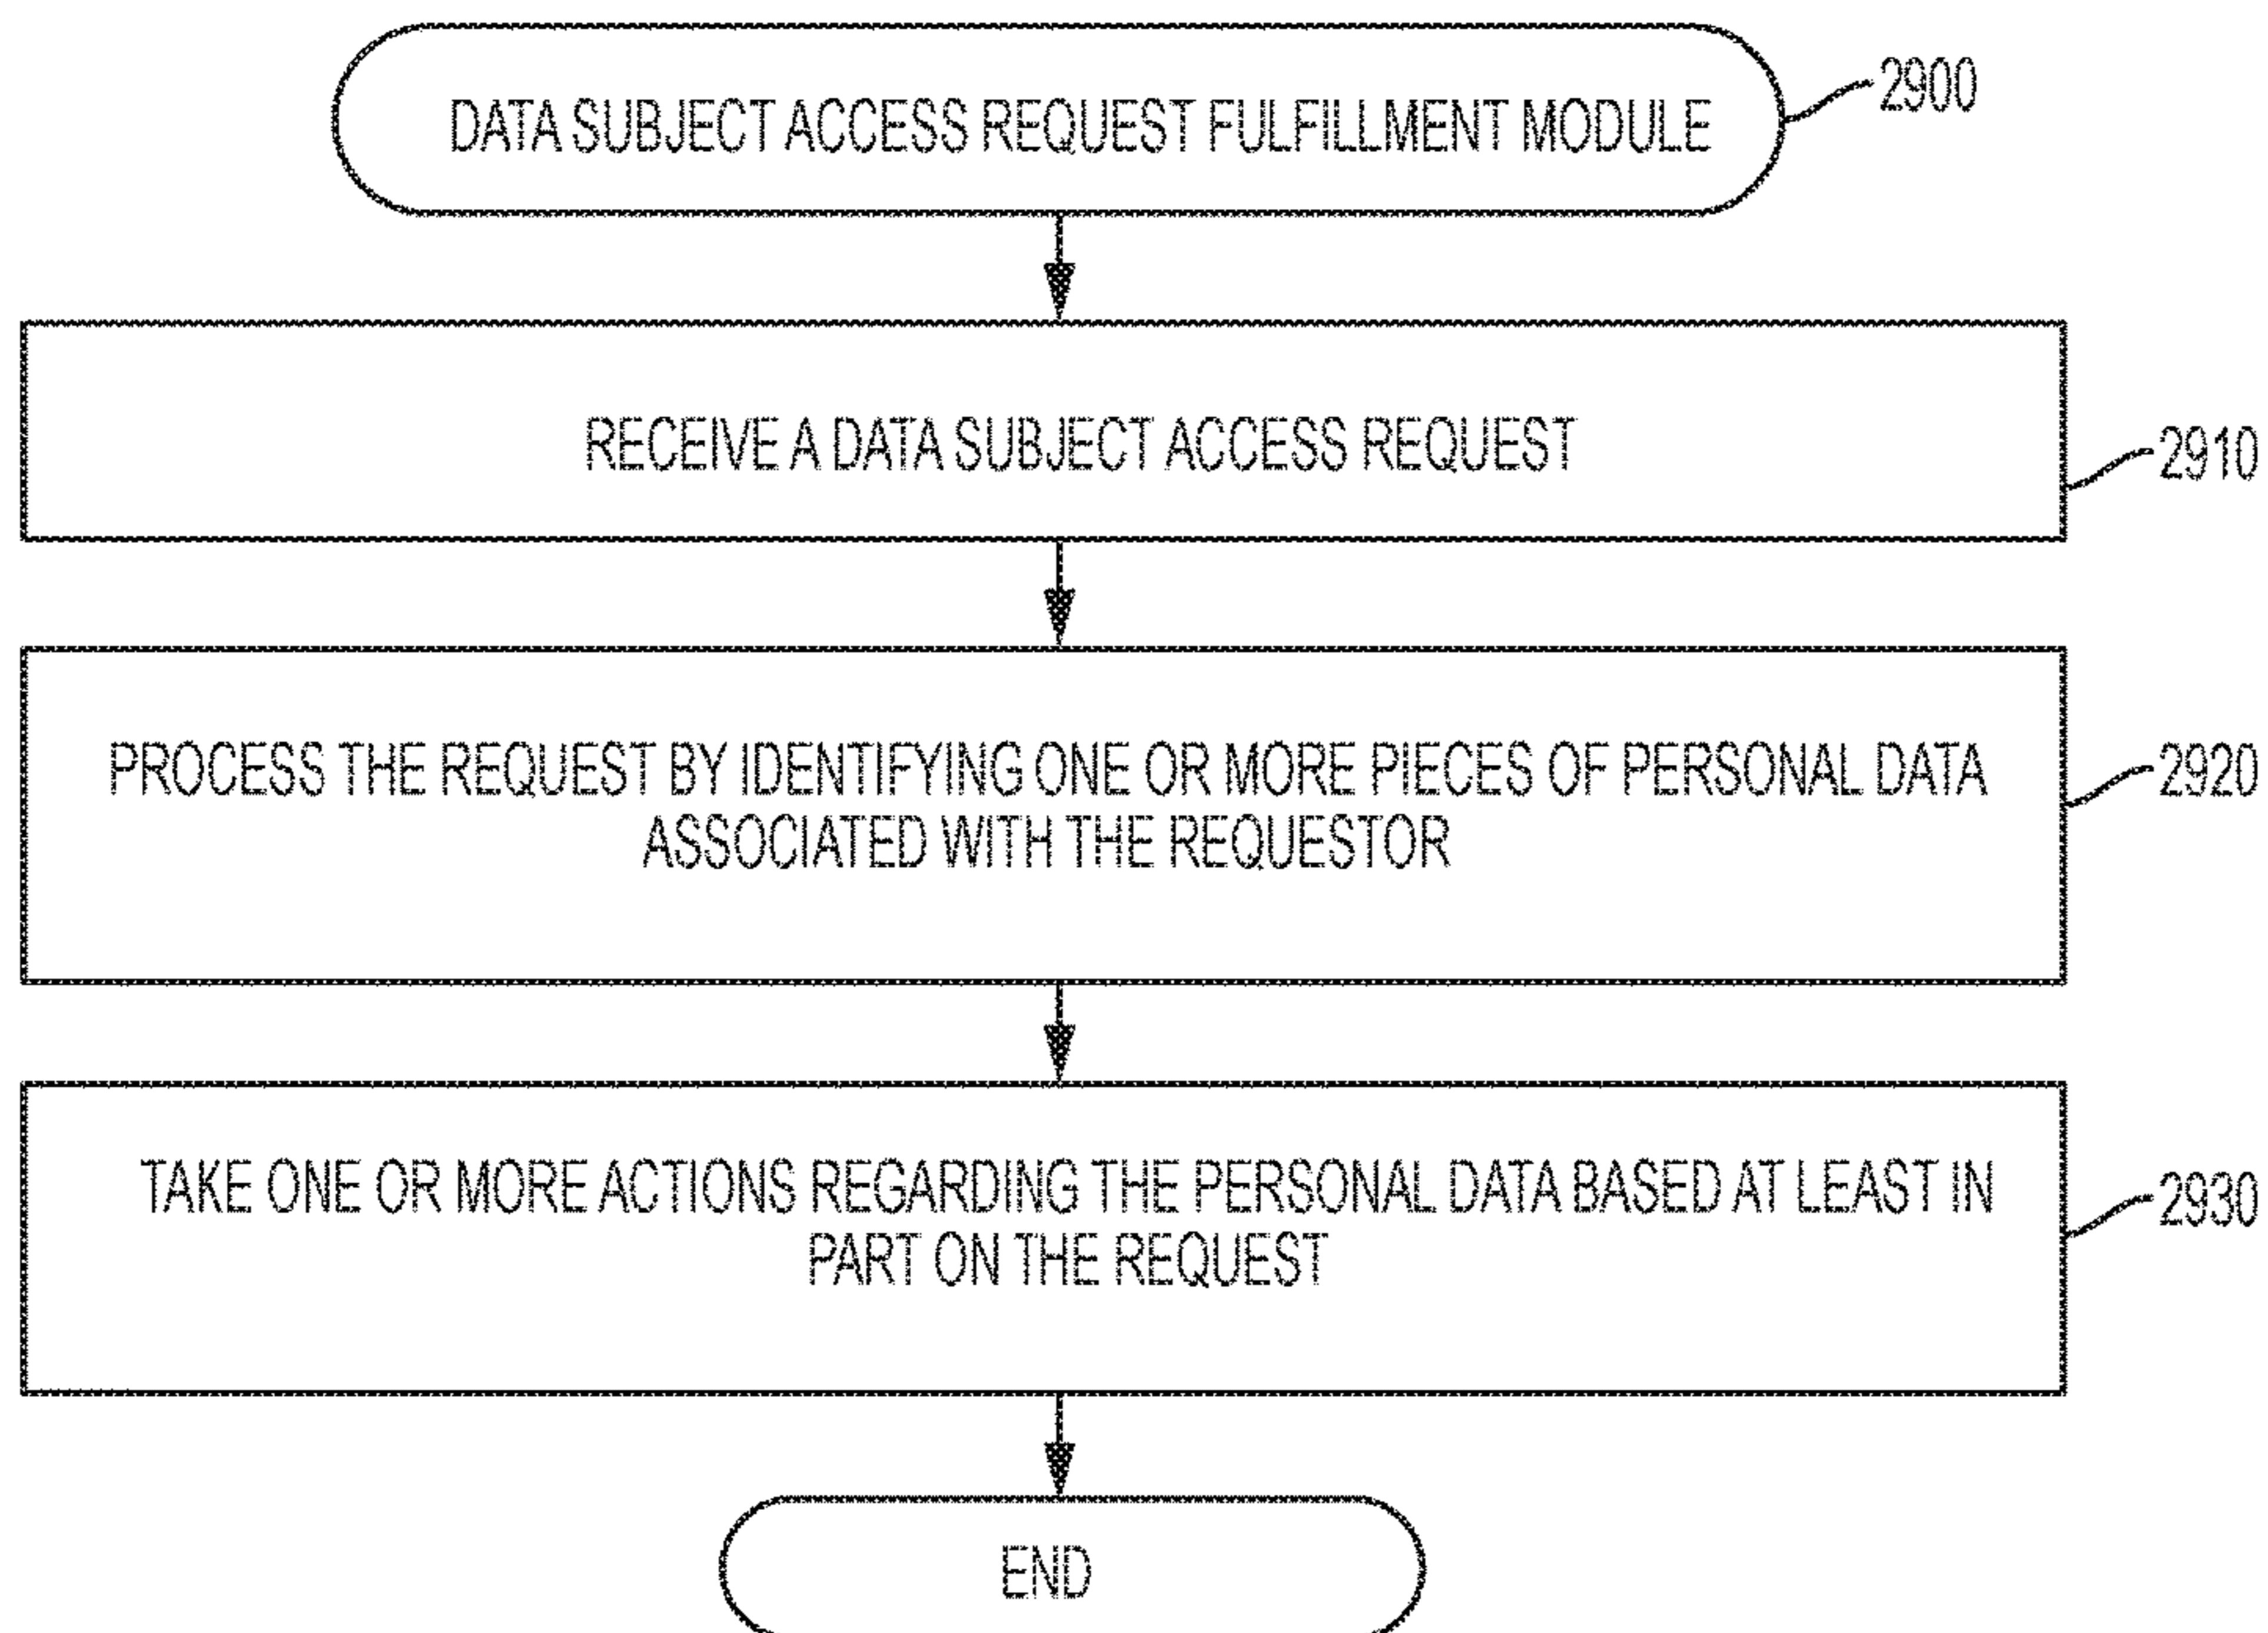 DATA SUBJECT ACCESS REQUEST FULFILLMENT MODULE
2900
RECEIVE A DATA SUBJECT ACCESS REQUEST
2910
PROCESS THE REQUEST BY IDENTIFYING ONE OR MORE PIECES OF PERSONAL DATA
ASSOCIATED WITH THE REQUESTOR
2920
TAKE ONE OR MORE ACTIONS REGARDING THE PERSONAL DATA BASED AT LEAST IN
PART ON THE REQUEST
2930
END